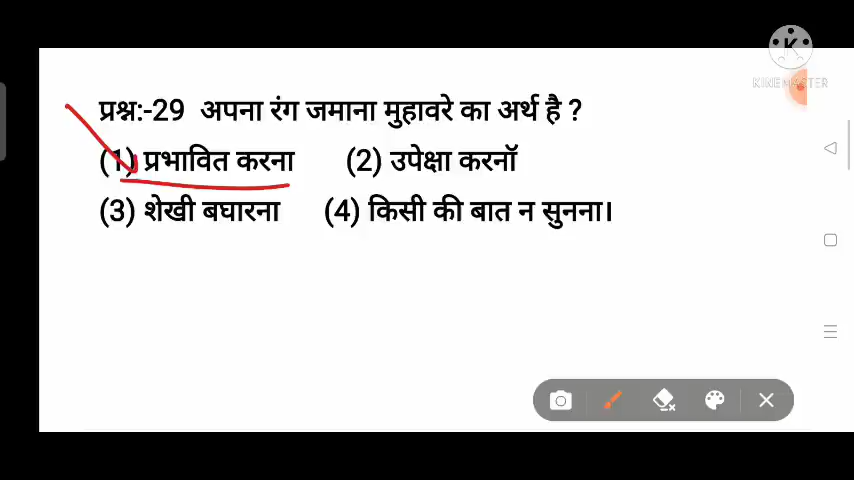 KINEMASTER
प्रश्न:-29 अपना रंग जमाना मुहावरे का अर्थ है ?
(1) प्रभावित करना (2) उपेक्षा करनॉ
(3) शेखी बघारना (4) किसी की बात न सुनना।